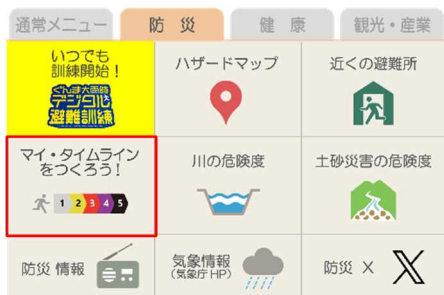 通常メニュー
防 災
健 康
観光・産業
いつでも
訓練開始！
ぐんま大雨時
デジタル
避難訓練
ハザードマップ
近くの避難所
マイ・タイムライン
をつくろう！
1 2 3 4 5
川の危険度
土砂災害の危険度
防災 情報
気象情報
(気象庁HP)
防災 X